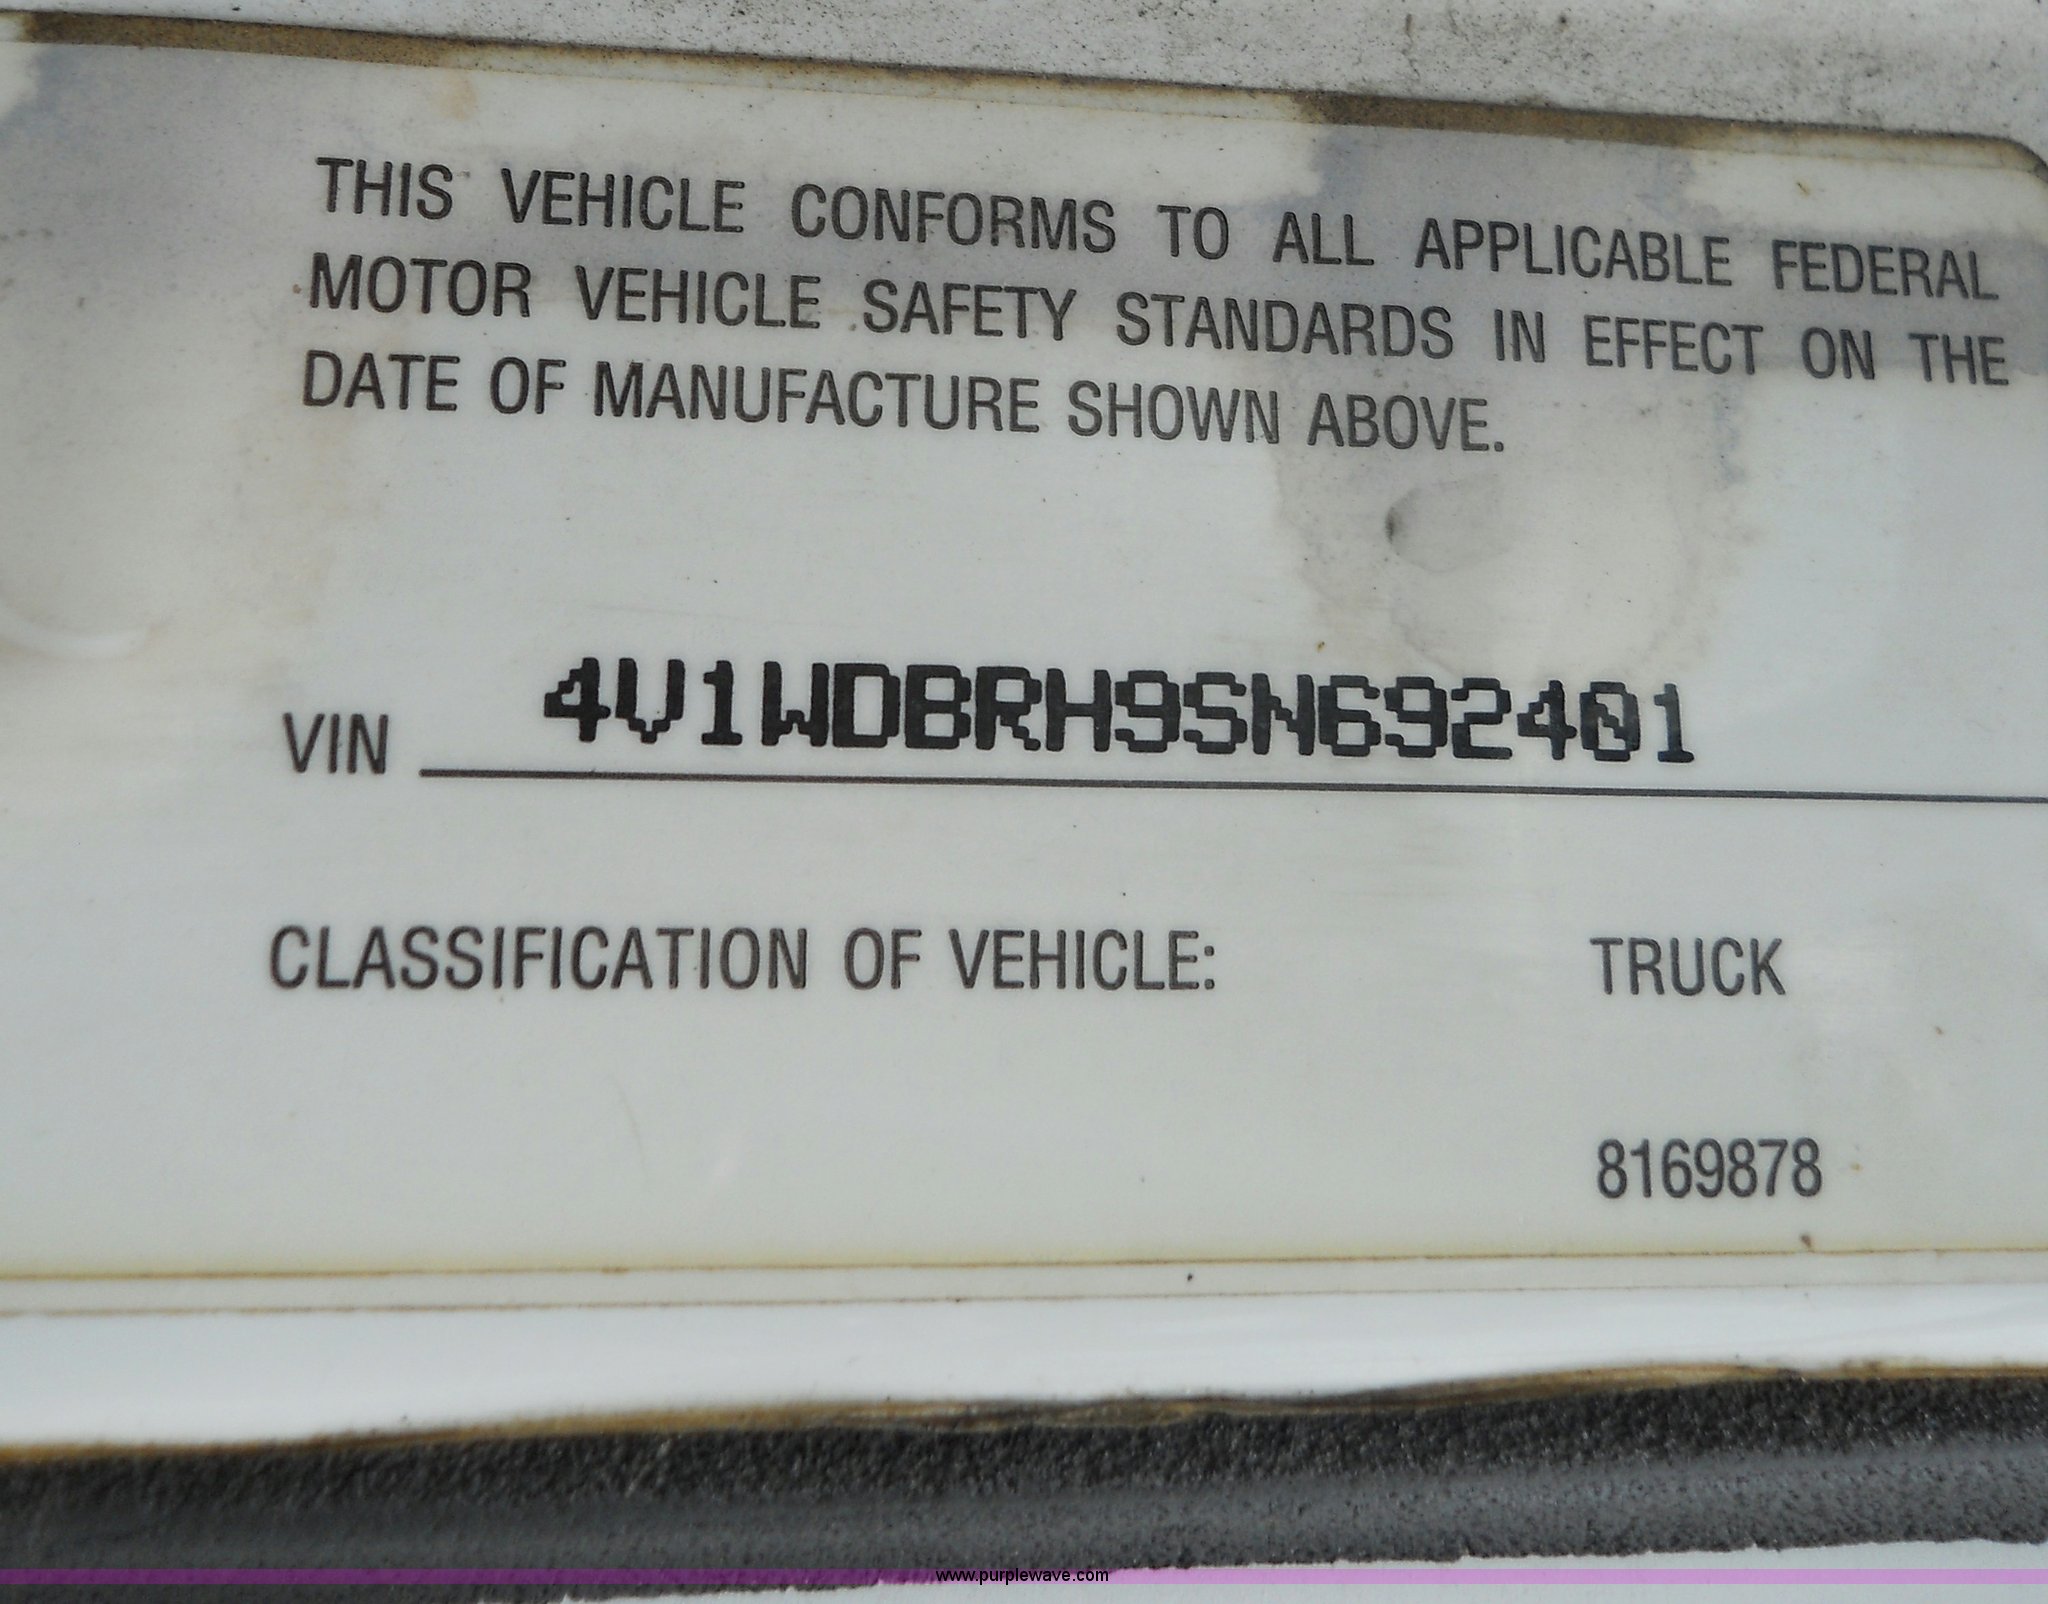 THIS VEHICLE CONFORMS TO ALL APPLICABLE FEDERAL
MOTOR VEHICLE SAFETY STANDARDS IN EFFECT ON THE
DATE OF MANUFACTURE SHOWN ABOVE.
VIN 4V1WDBRH9SN692401
CLASSIFICATION OF VEHICLE: TRUCK
8169878
www.purplewave.com